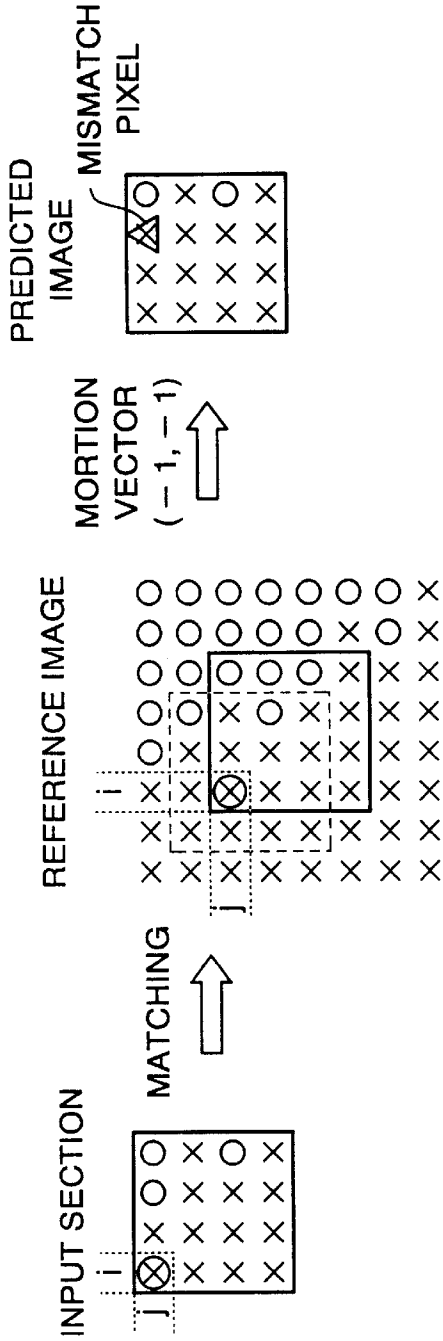 INPUT SECTION
i
j
MATCHING
REFERENCE IMAGE
i
j
MORTION
VECTOR
(−1, −1)
PREDICTED
IMAGE
MISMATCH
PIXEL